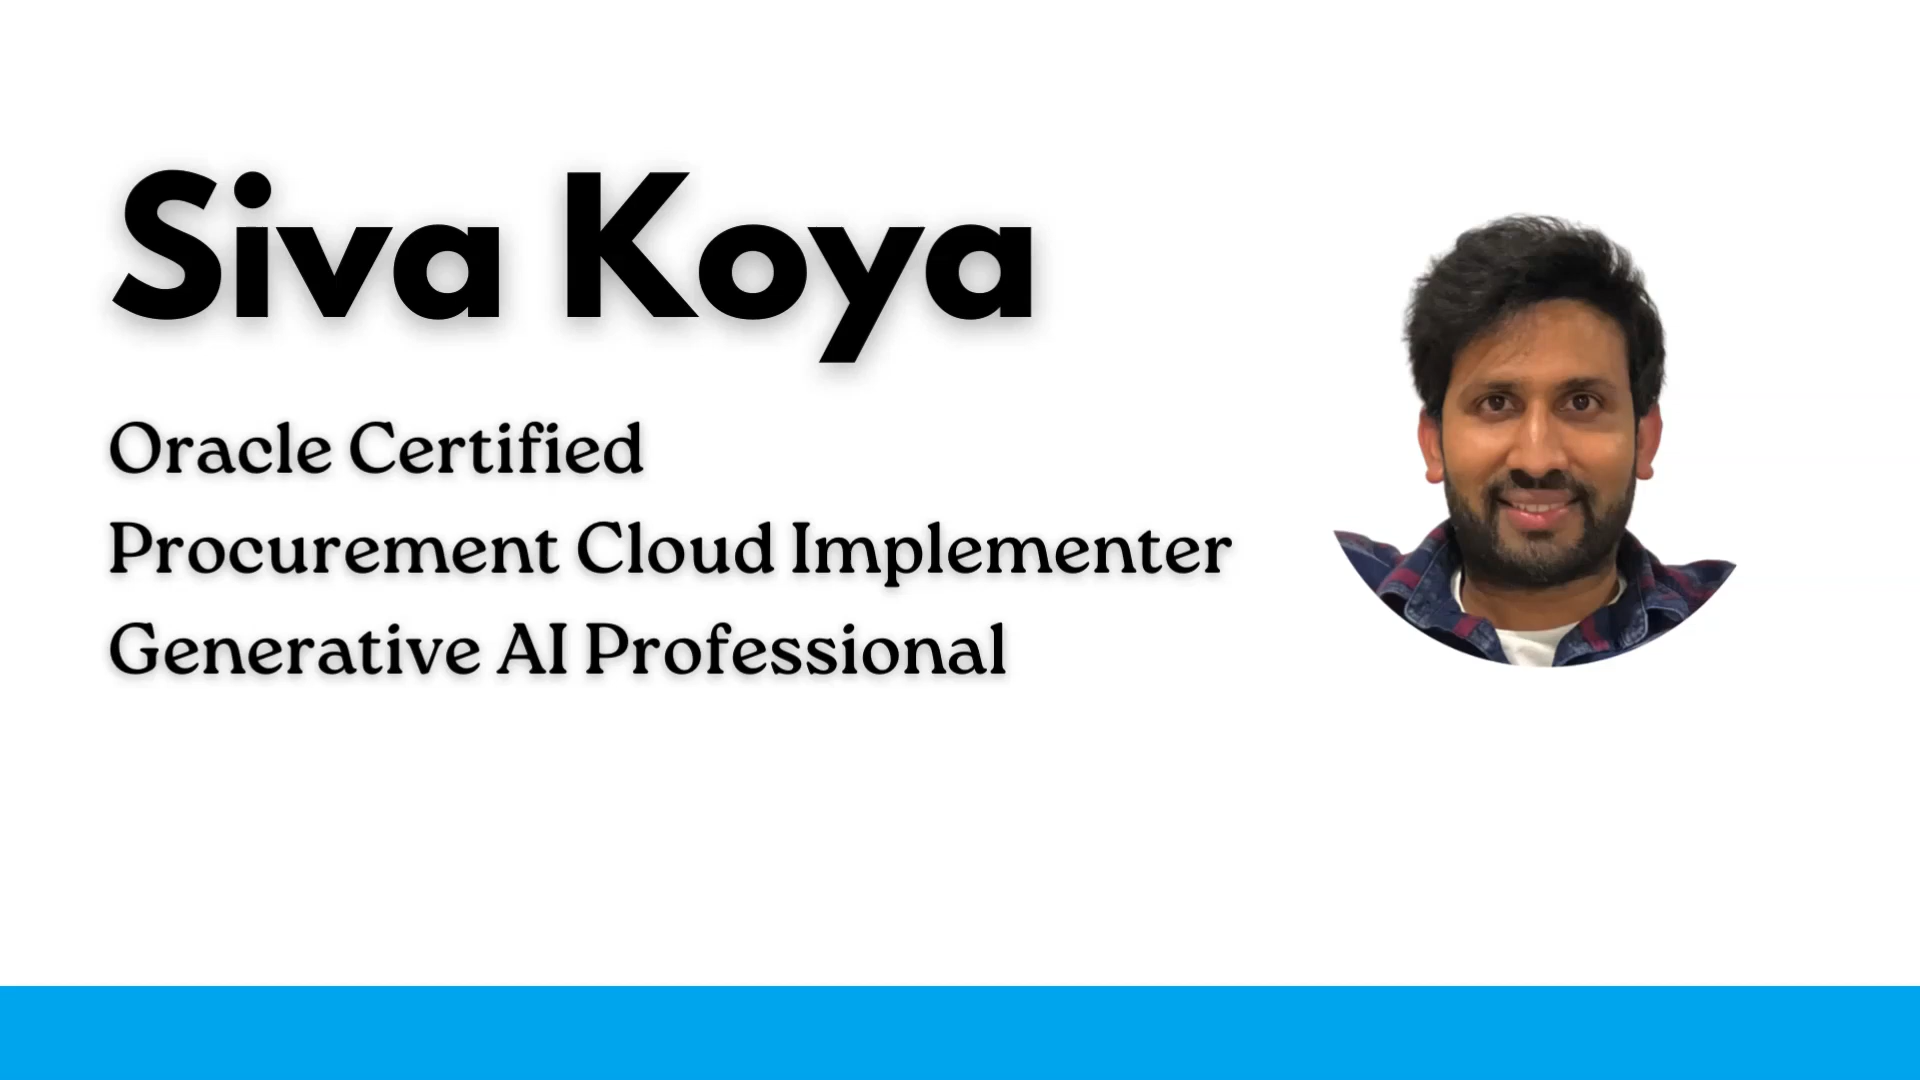 Siva Koya
Oracle Certified
Procurement Cloud Implementer
Generative AI Professional